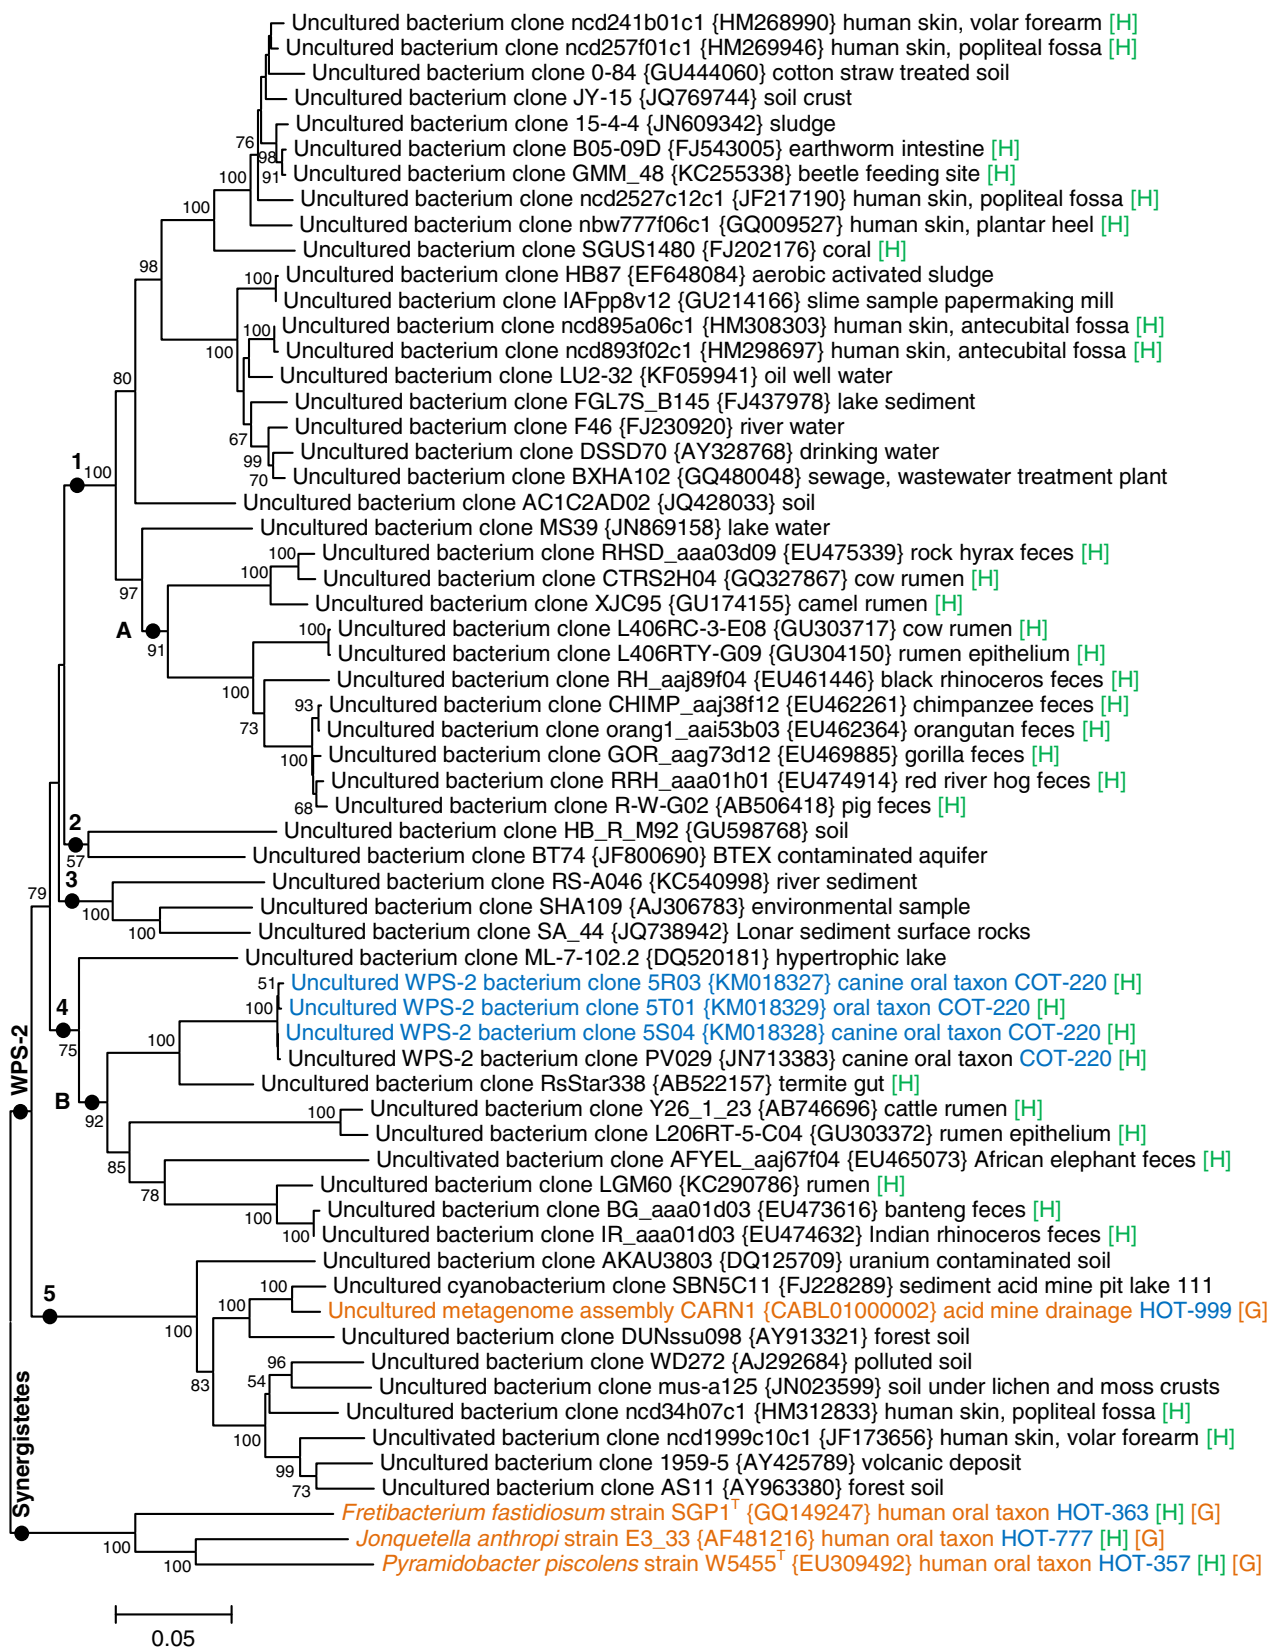 Uncultured bacterium clone ncd241b01c1 {HM268990} human skin, volar forearm [H]
Uncultured bacterium clone ncd257f01c1 {HM269946} human skin, popliteal fossa [H]
Uncultured bacterium clone 0-84 {GU444060} cotton straw treated soil
Uncultured bacterium clone JY-15 {JQ769744} soil crust
Uncultured bacterium clone 15-4-4 {JN609342} sludge
76
98
Uncultured bacterium clone B05-09D {FJ543005} earthworm intestine [H]
91
Uncultured bacterium clone GMM_48 {KC255338} beetle feeding site [H]
100
Uncultured bacterium clone ncd2527c12c1 {JF217190} human skin, popliteal fossa [H]
100
Uncultured bacterium clone nbw777f06c1 {GQ009527} human skin, plantar heel [H]
Uncultured bacterium clone SGUS1480 {FJ202176} coral [H]
98
100
Uncultured bacterium clone HB87 {EF648084} aerobic activated sludge
Uncultured bacterium clone IAFpp8v12 {GU214166} slime sample papermaking mill
100
Uncultured bacterium clone ncd895a06c1 {HM308303} human skin, antecubital fossa [H]
100
Uncultured bacterium clone ncd893f02c1 {HM298697} human skin, antecubital fossa [H]
80
Uncultured bacterium clone LU2-32 {KF059941} oil well water
Uncultured bacterium clone FGL7S_B145 {FJ437978} lake sediment
Uncultured bacterium clone F46 {FJ230920} river water
67
Uncultured bacterium clone DSSD70 {AY328768} drinking water
99
1
100
70
Uncultured bacterium clone BXHA102 {GQ480048} sewage, wastewater treatment plant
Uncultured bacterium clone AC1C2AD02 {JQ428033} soil
Uncultured bacterium clone MS39 {JN869158} lake water
100
Uncultured bacterium clone RHSD_aaa03d09 {EU475339} rock hyrax feces [H]
100
Uncultured bacterium clone CTRS2H04 {GQ327867} cow rumen [H]
97
Uncultured bacterium clone XJC95 {GU174155} camel rumen [H]
A
91
100
Uncultured bacterium clone L406RC-3-E08 {GU303717} cow rumen [H]
Uncultured bacterium clone L406RTY-G09 {GU304150} rumen epithelium [H]
100
Uncultured bacterium clone RH_aaj89f04 {EU461446} black rhinoceros feces [H]
93
Uncultured bacterium clone CHIMP_aaj38f12 {EU462261} chimpanzee feces [H]
73
Uncultured bacterium clone orang1_aai53b03 {EU462364} orangutan feces [H]
100
Uncultured bacterium clone GOR_aag73d12 {EU469885} gorilla feces [H]
Uncultured bacterium clone RRH_aaa01h01 {EU474914} red river hog feces [H]
68
Uncultured bacterium clone R-W-G02 {AB506418} pig feces [H]
2
57
Uncultured bacterium clone HB_R_M92 {GU598768} soil
Uncultured bacterium clone BT74 {JF800690} BTEX contaminated aquifer
79
3
100
Uncultured bacterium clone RS-A046 {KC540998} river sediment
Uncultured bacterium clone SHA109 {AJ306783} environmental sample
100
Uncultured bacterium clone SA_44 {JQ738942} Lonar sediment surface rocks
Uncultured bacterium clone ML-7-102.2 {DQ520181} hypertrophic lake
51
Uncultured WPS-2 bacterium clone 5R03 {KM018327} canine oral taxon COT-220 [H]
100
Uncultured WPS-2 bacterium clone 5T01 {KM018329} oral taxon COT-220 [H]
4
75
100
Uncultured WPS-2 bacterium clone 5S04 {KM018328} canine oral taxon COT-220 [H]
Uncultured WPS-2 bacterium clone PV029 {JN713383} canine oral taxon COT-220 [H]
Uncultured bacterium clone RsStar338 {AB522157} termite gut [H]
WPS-2
B
92
100
Uncultured bacterium clone Y26_1_23 {AB746696} cattle rumen [H]
Uncultured bacterium clone L206RT-5-C04 {GU303372} rumen epithelium [H]
85
Uncultivated bacterium clone AFYEL_aaj67f04 {EU465073} African elephant feces [H]
78
Uncultured bacterium clone LGM60 {KC290786} rumen [H]
100
Uncultured bacterium clone BG_aaa01d03 {EU473616} banteng feces [H]
100
Uncultured bacterium clone IR_aaa01d03 {EU474632} Indian rhinoceros feces [H]
Uncultured bacterium clone AKAU3803 {DQ125709} uranium contaminated soil
5
100
100
Uncultured cyanobacterium clone SBN5C11 {FJ228289} sediment acid mine pit lake 111
100
Uncultured metagenome assembly CARN1 {CABL01000002} acid mine drainage HOT-999 [G]
Uncultured bacterium clone DUNssu098 {AY913321} forest soil
96
Uncultured bacterium clone WD272 {AJ292684} polluted soil
83
54
Uncultured bacterium clone mus-a125 {JN023599} soil under lichen and moss crusts
Uncultured bacterium clone ncd34h07c1 {HM312833} human skin, popliteal fossa [H]
100
Uncultivated bacterium clone ncd1999c10c1 {JF173656} human skin, volar forearm [H]
99
Uncultured bacterium clone 1959-5 {AY425789} volcanic deposit
73
Uncultured bacterium clone AS11 {AY963380} forest soil
Synergistetes
Fretibacterium fastidiosum strain SGP1T {GQ149247} human oral taxon HOT-363 [H] [G]
100
Jonquetella anthropi strain E3_33 {AF481216} human oral taxon HOT-777 [H] [G]
100
Pyramidobacter piscolens strain W5455T {EU309492} human oral taxon HOT-357 [H] [G]
0.05